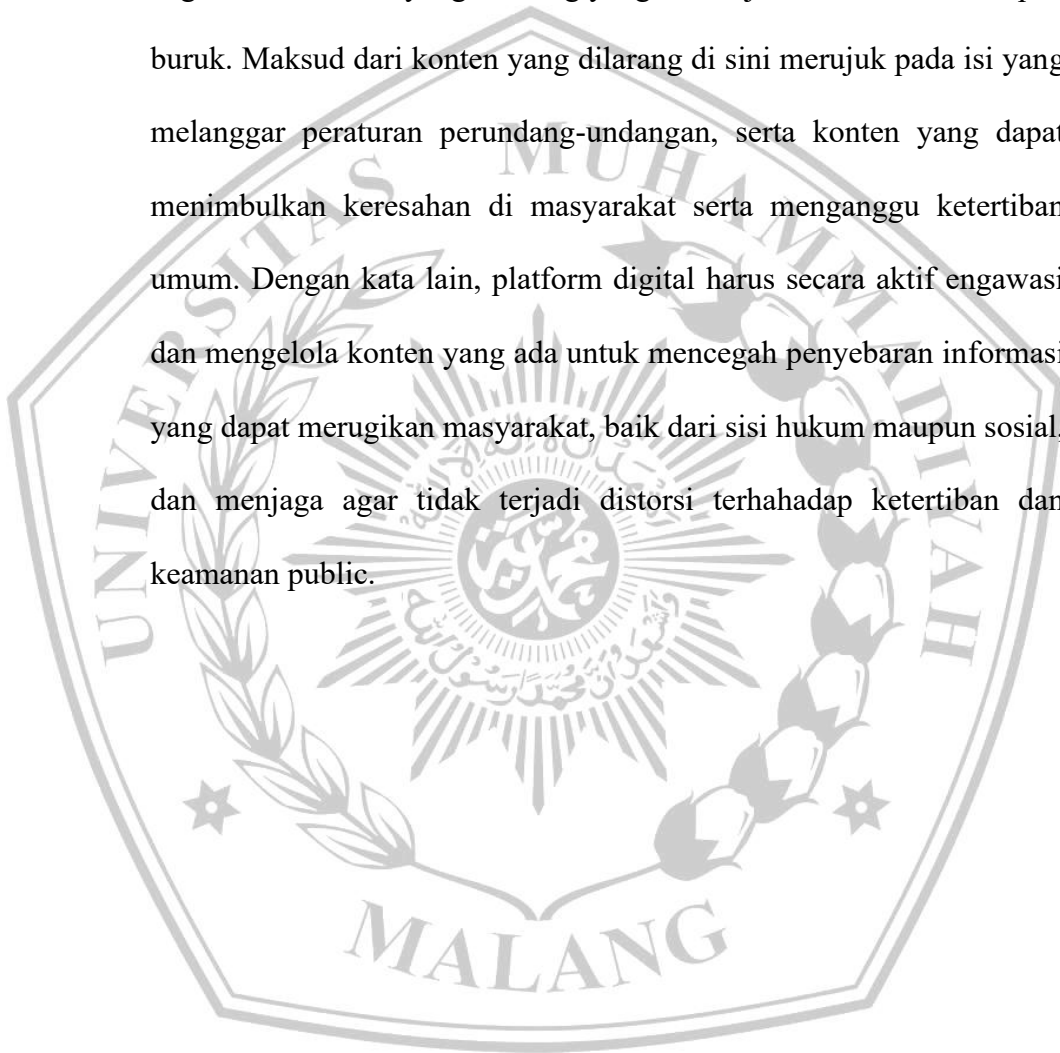 buruk. Maksud dari konten yang dilarang di sini merujuk pada isi yang
melanggar peraturan perundang-undangan, serta konten yang dapat
menimbulkan keresahan di masyarakat serta menganggu ketertiban
umum. Dengan kata lain, platform digital harus secara aktif engawasi
dan mengelola konten yang ada untuk mencegah penyebaran informasi
yang dapat merugikan masyarakat, baik dari sisi hukum maupun sosial,
dan menjaga agar tidak terjadi distorsi terhahadap ketertiban dan
keamanan public.
UNIVERSITAS MUHAMMADIYAH
MALANG